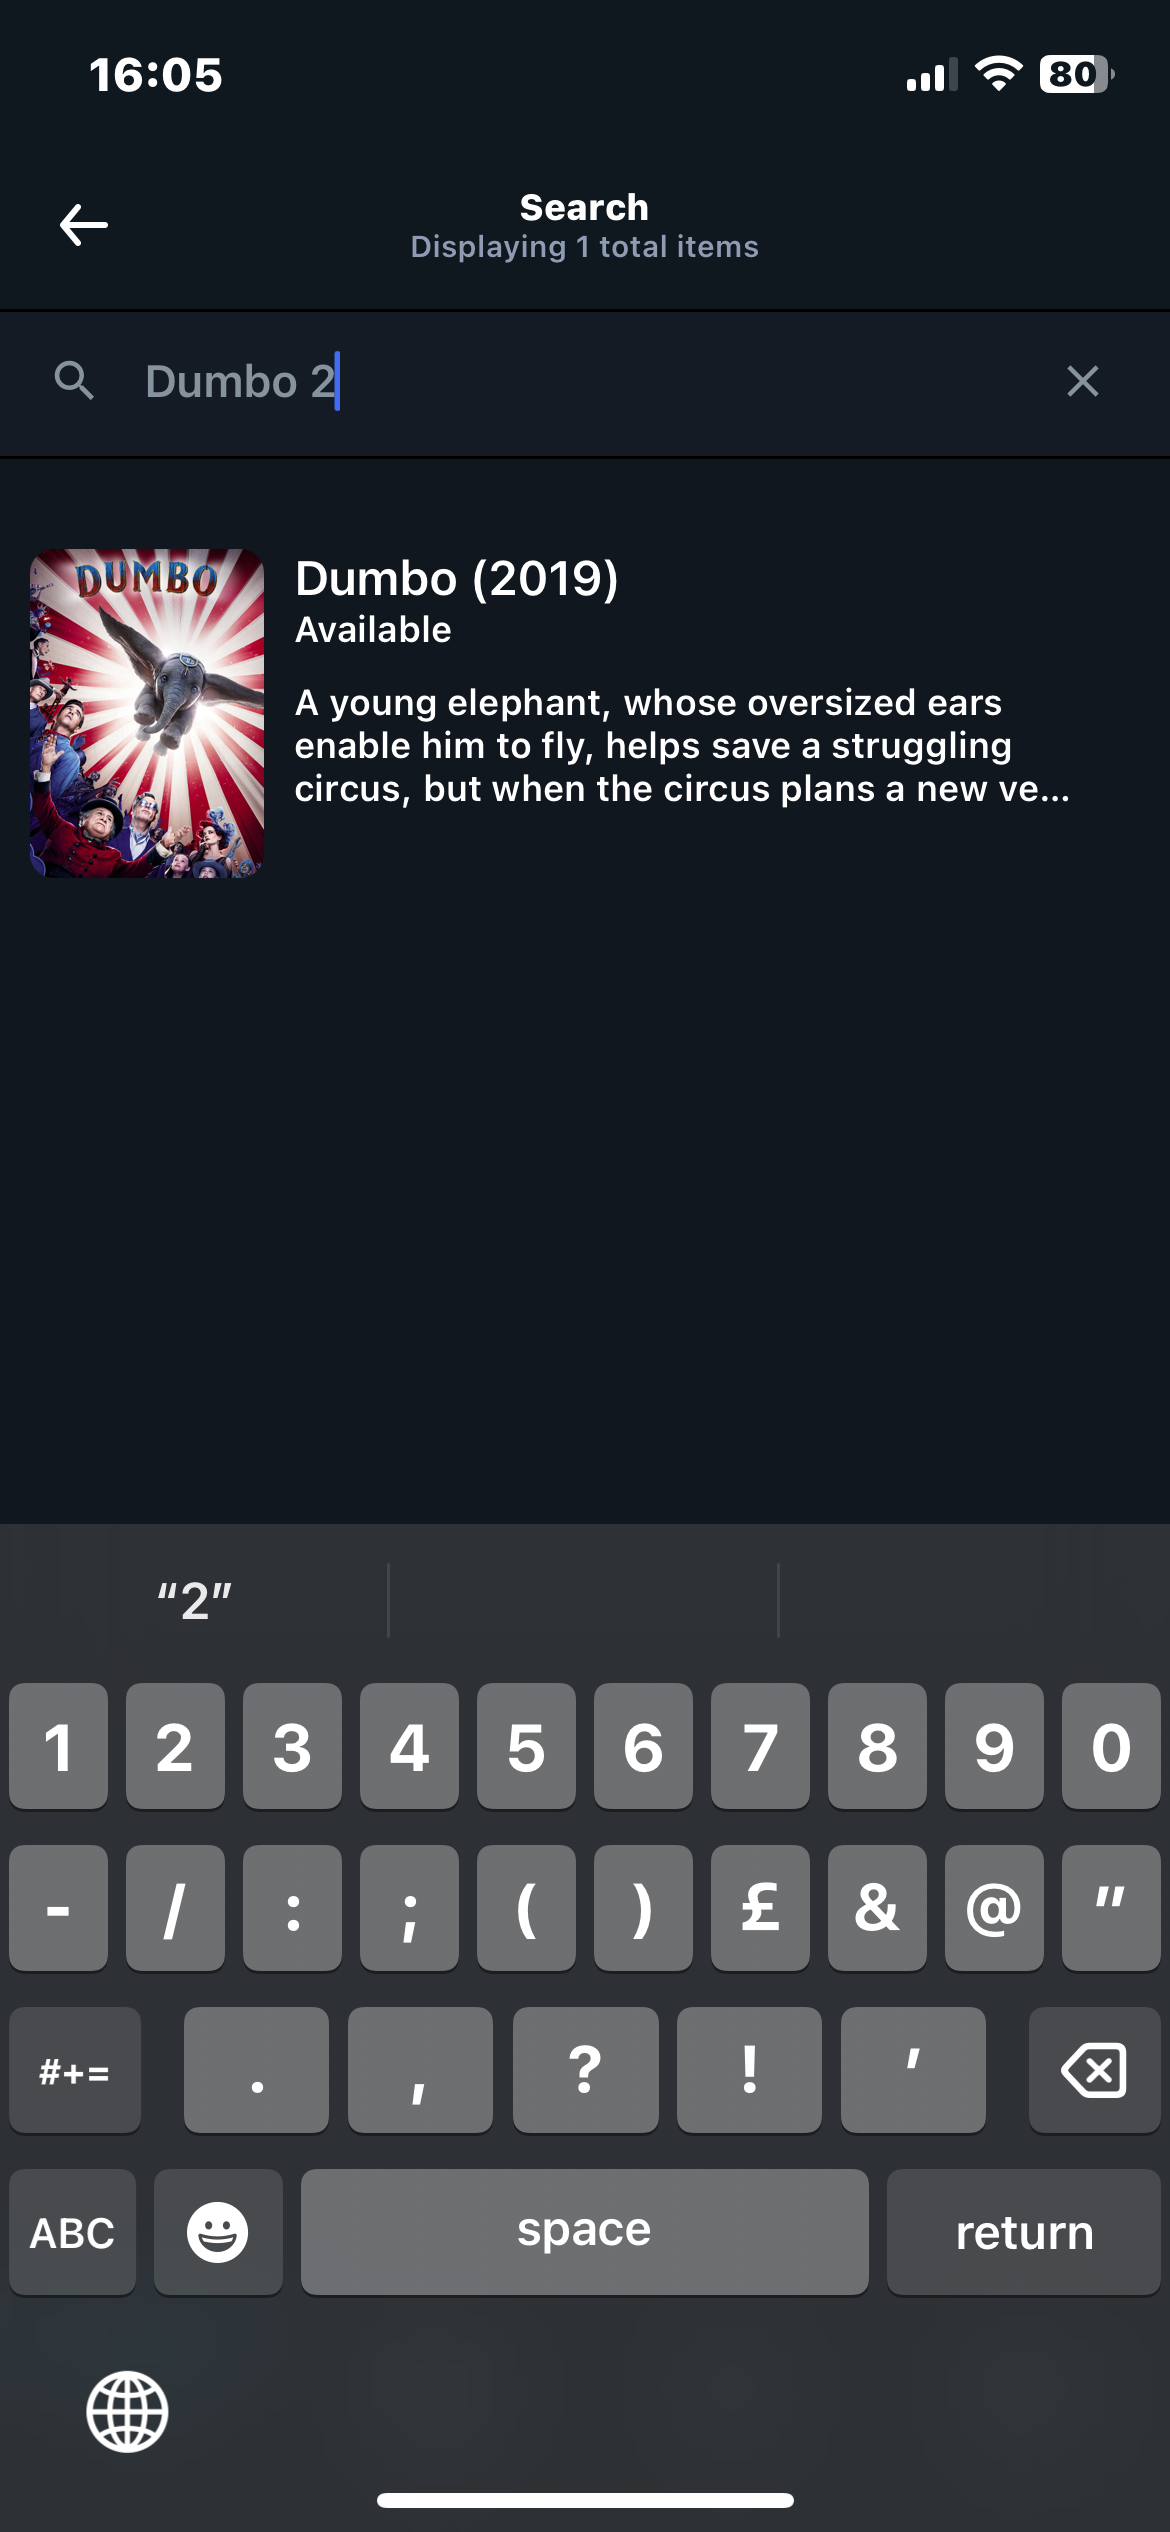 16:05
80
Search
Displaying 1 total items
Dumbo 2
DUMBO
Dumbo (2019)
Available
A young elephant, whose oversized ears
enable him to fly, helps save a struggling
circus, but when the circus plans a new ve...
“2”
1 2 3 4 5 6 7 8 9 0
- / : ; ( ) £ & @ "
#+= . , ? ! '
ABC space return